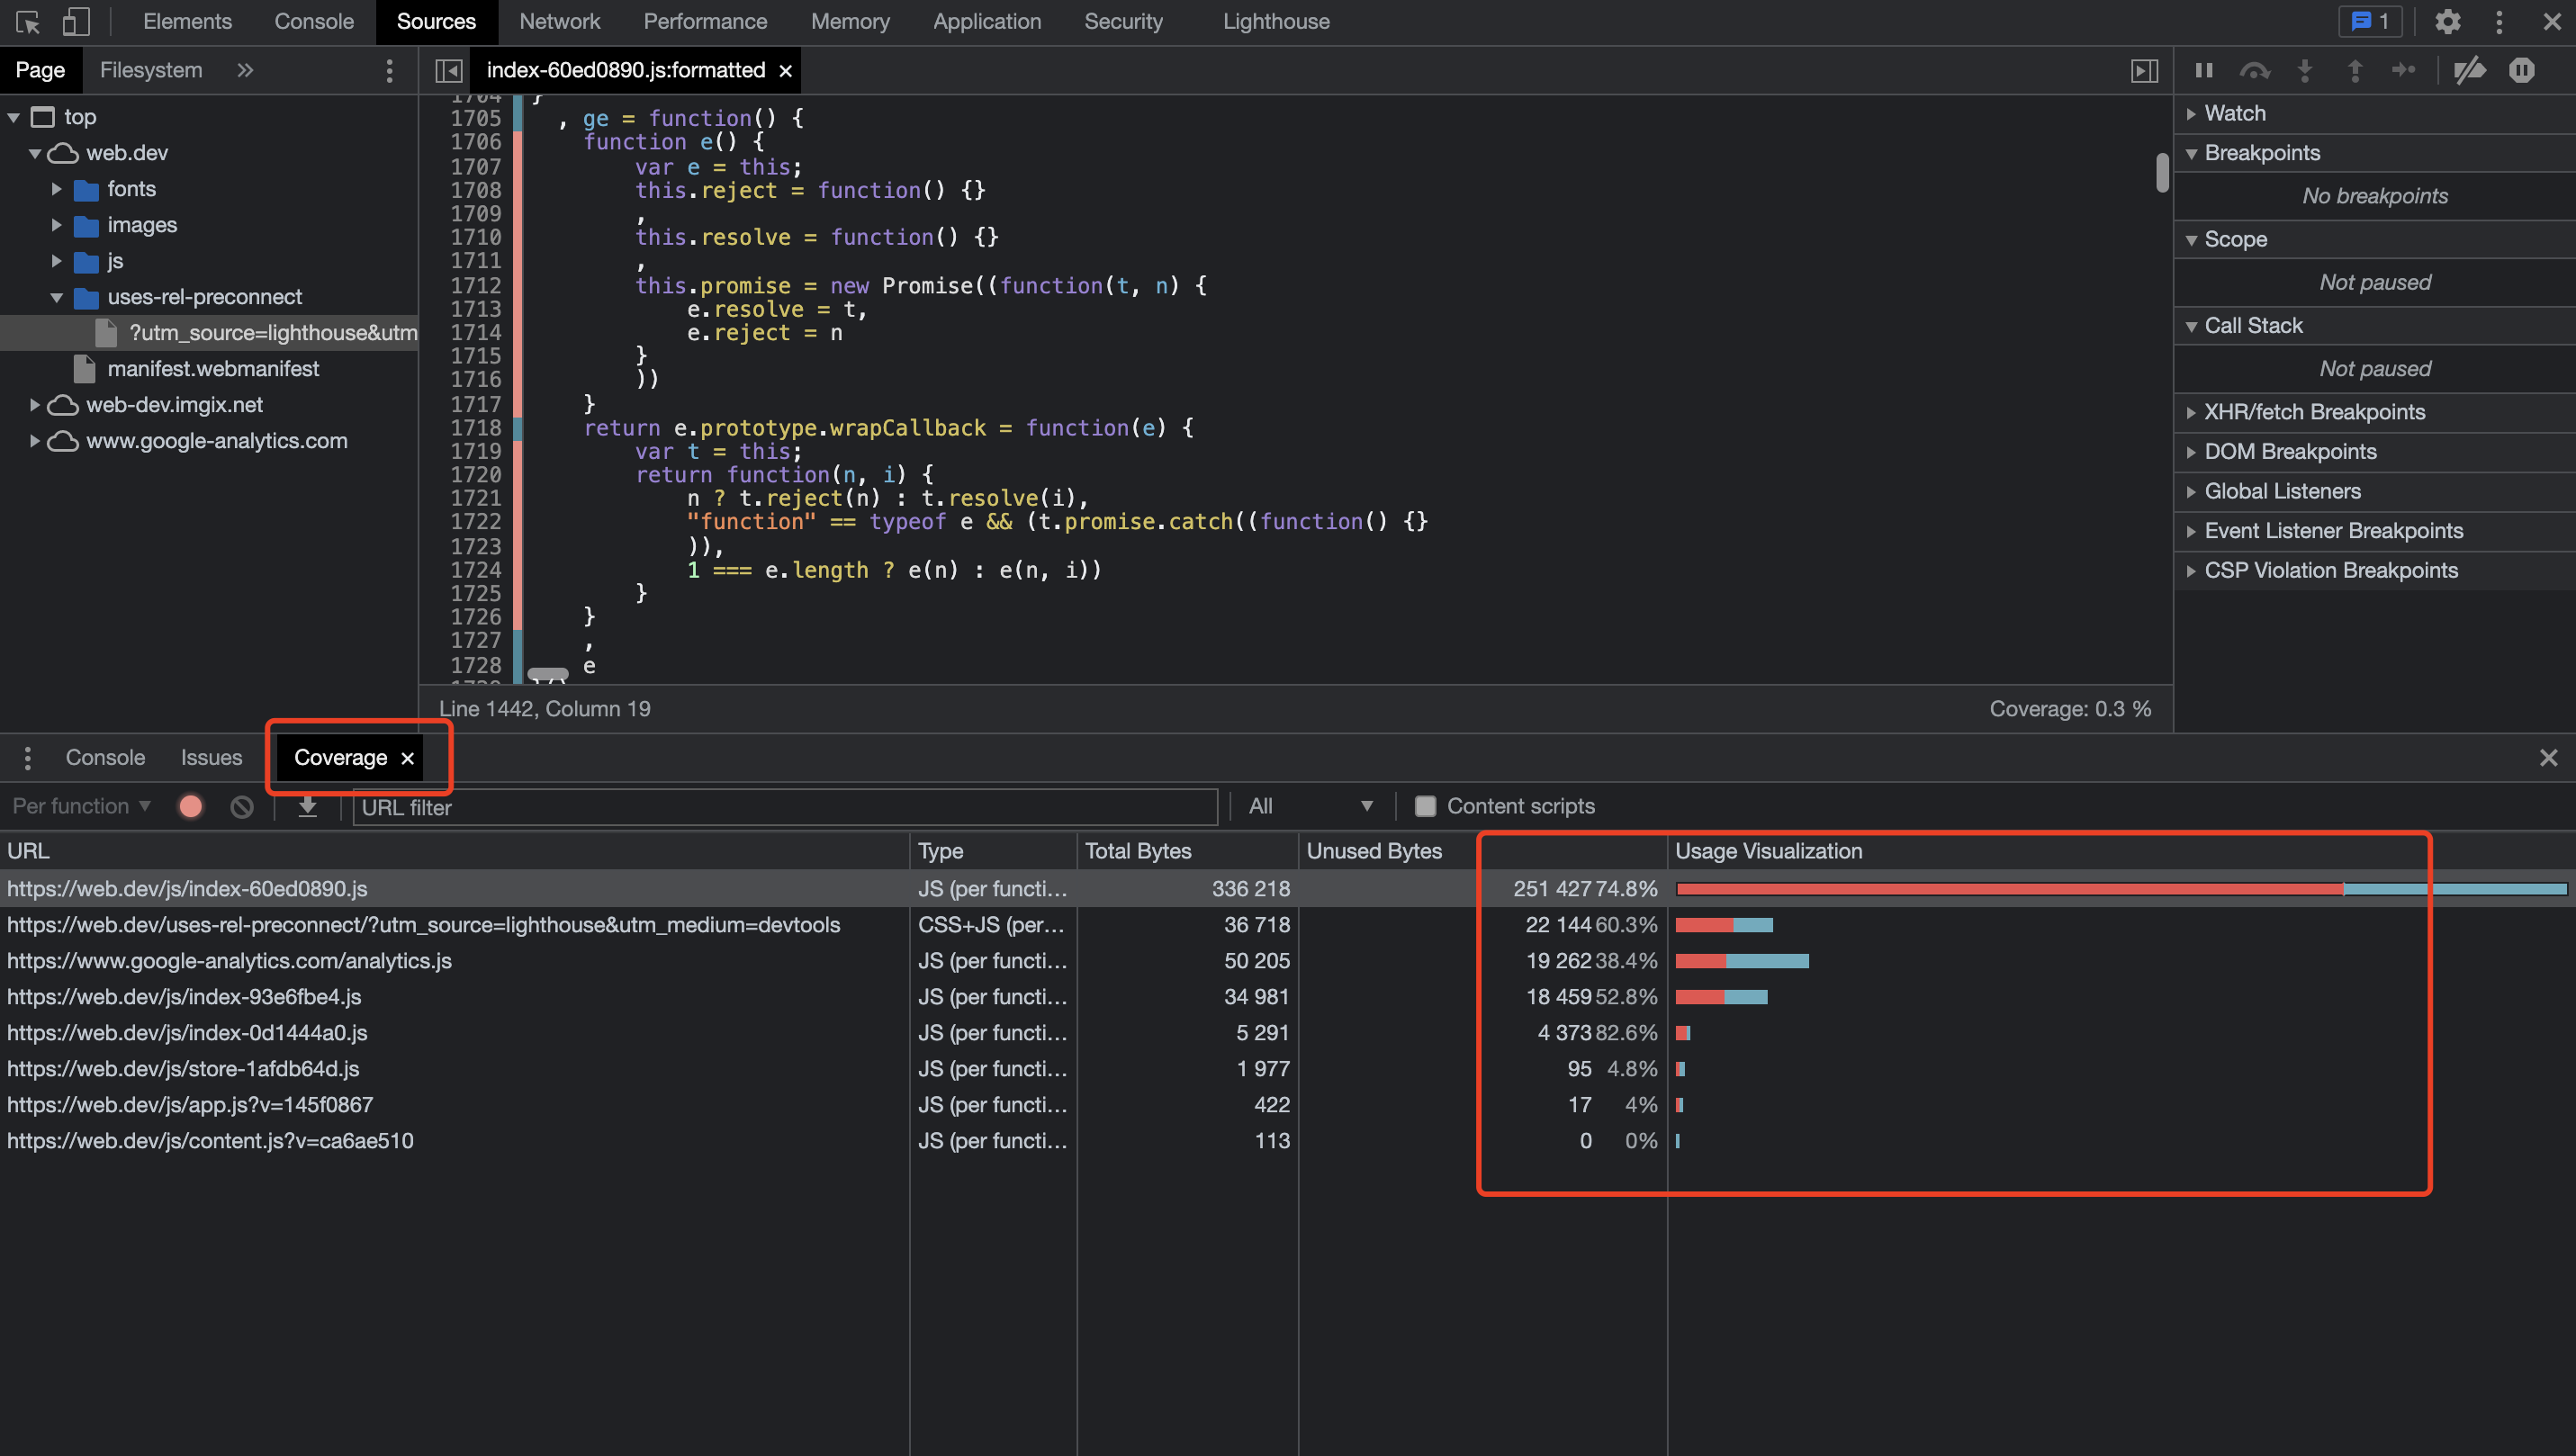 Elements Console Sources Network Performance Memory Application Security Lighthouse 1
Page Filesystem
index-60ed0890.js:formatted
top
web.dev
fonts
images
js
uses-rel-preconnect
?utm_source=lighthouse&utm
manifest.webmanifest
web-dev.imgix.net
www.google-analytics.com
1704 }
1705 , ge = function() {
1706 function e() {
1707 var e = this;
1708 this.reject = function() {}
1709 ,
1710 this.resolve = function() {}
1711 ,
1712 this.promise = new Promise((function(t, n) {
1713 e.resolve = t,
1714 e.reject = n
1715 }
1716 ))
1717 }
1718 return e.prototype.wrapCallback = function(e) {
1719 var t = this;
1720 return function(n, i) {
1721 n ? t.reject(n) : t.resolve(i),
1722 "function" == typeof e && (t.promise.catch((function() {}
1723 )),
1724 1 === e.length ? e(n) : e(n, i))
1725 }
1726 }
1727 ,
1728 e
Line 1442, Column 19
Coverage: 0.3 %
Watch
Breakpoints
No breakpoints
Scope
Not paused
Call Stack
Not paused
XHR/fetch Breakpoints
DOM Breakpoints
Global Listeners
Event Listener Breakpoints
CSP Violation Breakpoints
Console Issues Coverage
Per function URL filter All Content scripts
URL Type Total Bytes Unused Bytes Usage Visualization
https://web.dev/js/index-60ed0890.js JS (per functi… 336 218 251 427 74.8%
https://web.dev/uses-rel-preconnect/?utm_source=lighthouse&utm_medium=devtools CSS+JS (per… 36 718 22 144 60.3%
https://www.google-analytics.com/analytics.js JS (per functi… 50 205 19 262 38.4%
https://web.dev/js/index-93e6fbe4.js JS (per functi… 34 981 18 459 52.8%
https://web.dev/js/index-0d1444a0.js JS (per functi… 5 291 4 373 82.6%
https://web.dev/js/store-1afdb64d.js JS (per functi… 1 977 95 4.8%
https://web.dev/js/app.js?v=145f0867 JS (per functi… 422 17 4%
https://web.dev/js/content.js?v=ca6ae510 JS (per functi… 113 0 0%